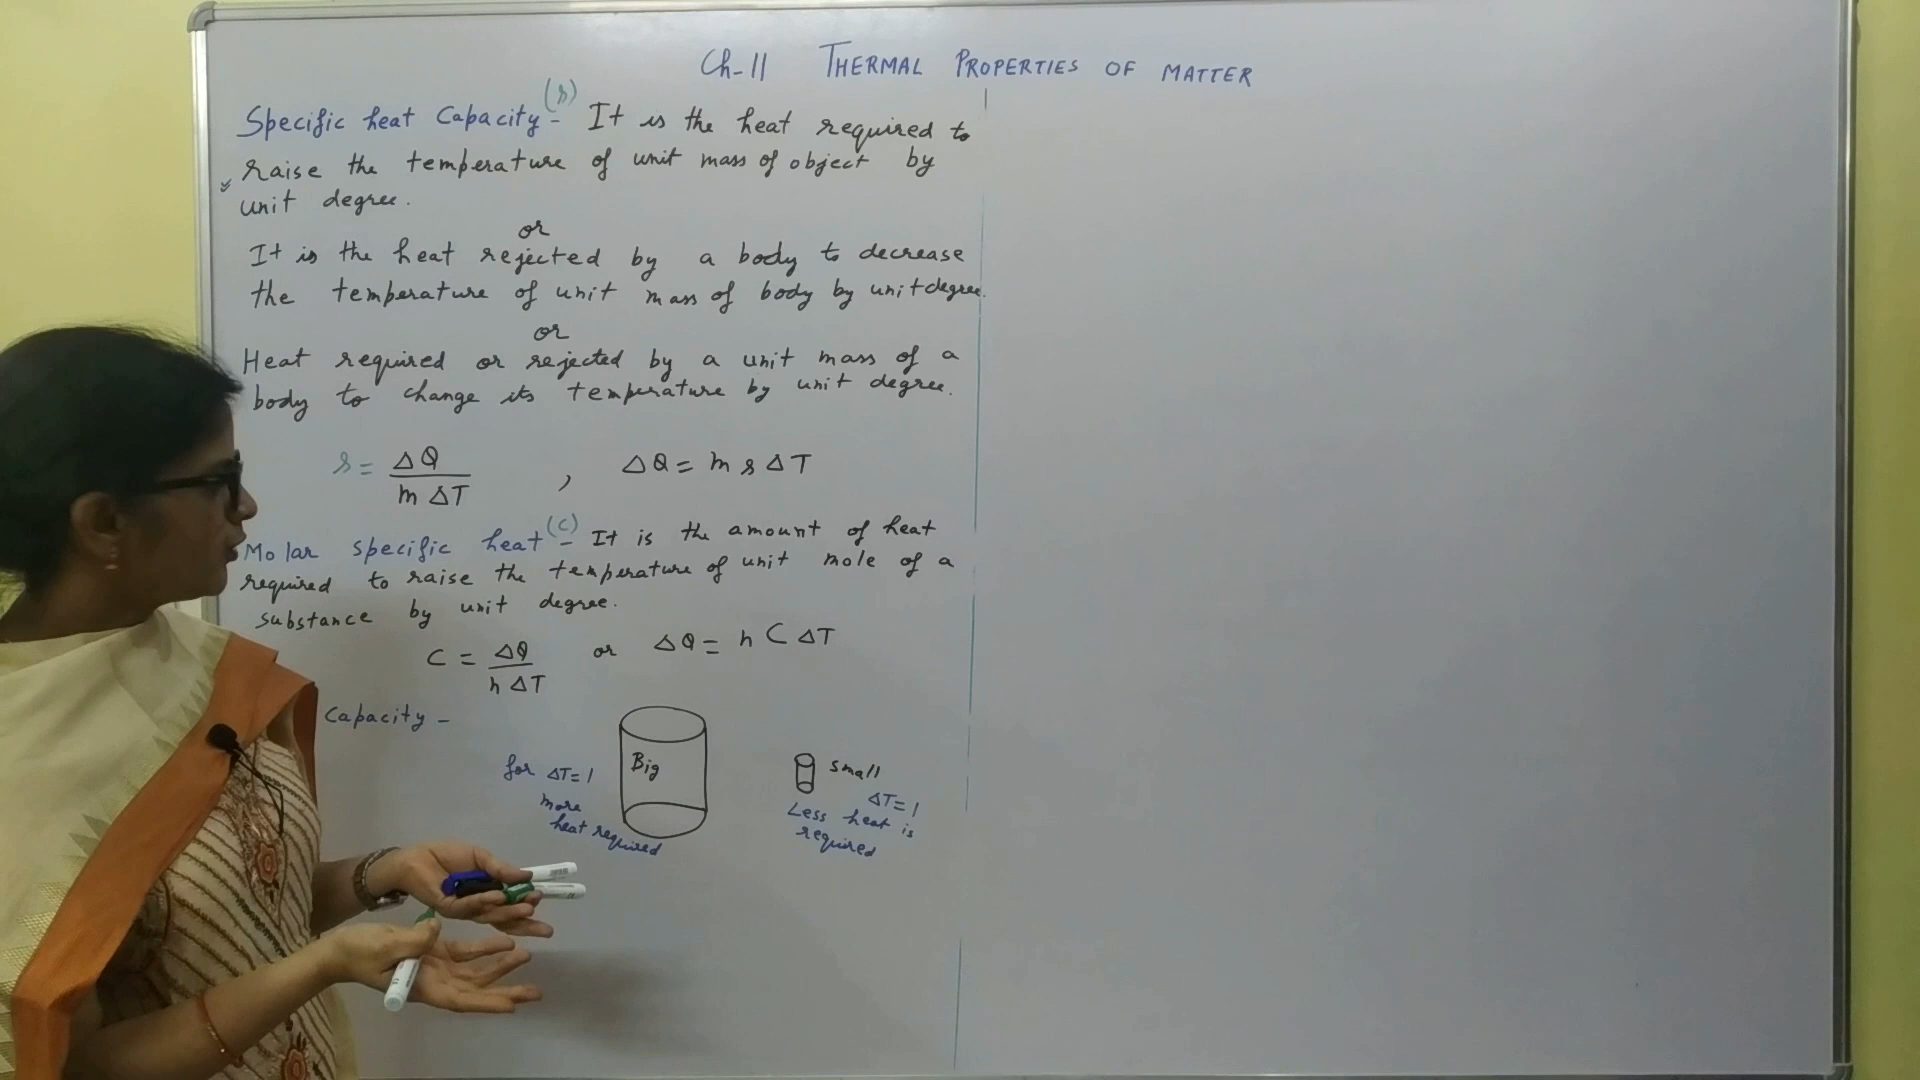 Ch-11 THERMAL PROPERTIES OF MATTER
Specific heat Capacity (s) - It is the heat required to
raise the temperature of unit mass of object by
unit degree.
or
It is the heat rejected by a body to decrease
the temperature of unit mass of body by unit degree.
or
Heat required or rejected by a unit mass of a
body to change its temperature by unit degree.
s = ΔQ / m ΔT , ΔQ = m s ΔT
Molar specific heat (C) - It is the amount of heat
required to raise the temperature of unit mole of a
substance by unit degree.
C = ΔQ / n ΔT or ΔQ = n C ΔT
Capacity -
for ΔT = 1
more
heat required
Big
small
ΔT = 1
Less heat is
required